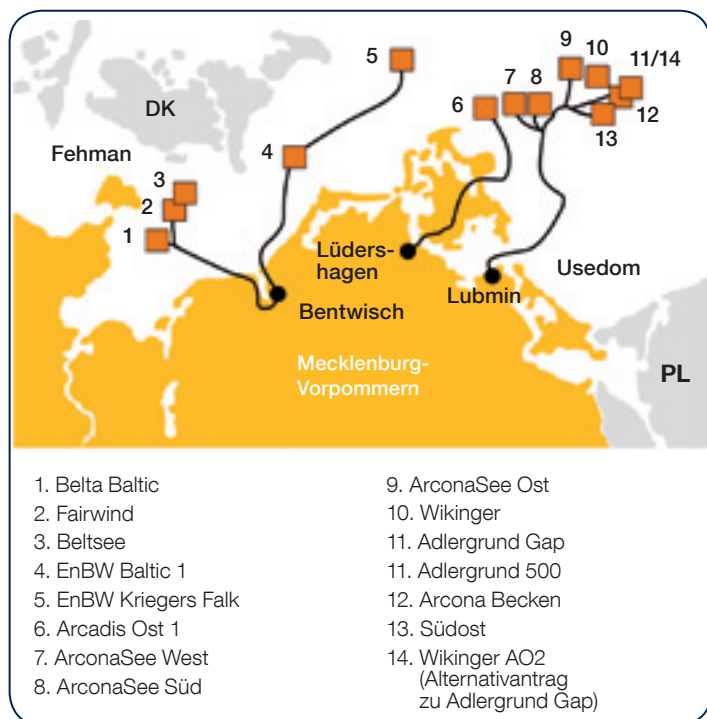 5
9
10
11/14
DK
7
8
6
12
Fehman
4
13
3
2
1
Lüders-
hagen
Usedom
Bentwisch
Lubmin
Mecklenburg-
Vorpommern
PL
1. Belta Baltic
2. Fairwind
3. Beltsee
4. EnBW Baltic 1
5. EnBW Kriegers Falk
6. Arcadis Ost 1
7. ArconaSee West
8. ArconaSee Süd
9. ArconaSee Ost
10. Wikinger
11. Adlergrund Gap
11. Adlergrund 500
12. Arcona Becken
13. Südost
14. Wikinger AO2
(Alternativantrag
zu Adlergrund Gap)